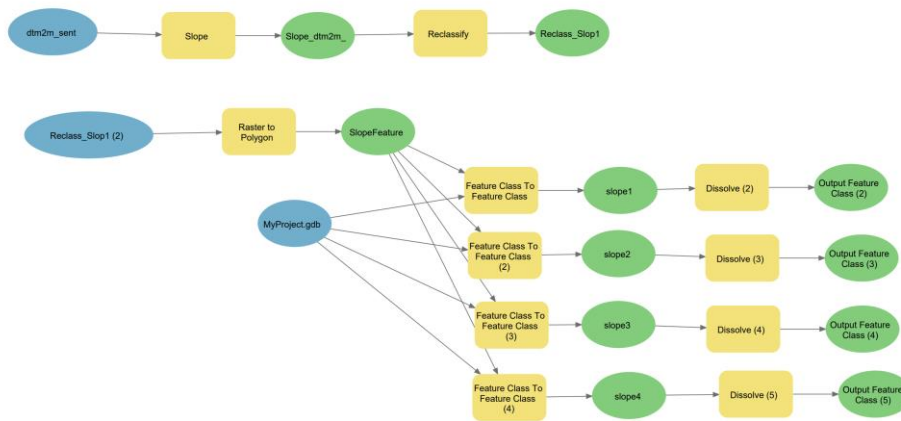 dtm2m_sent
Slope
Slope_dtm2m_
Reclassify
Reclass_Slop1
Reclass_Slop1 (2)
Raster to
Polygon
SlopeFeature
MyProject.gdb
Feature Class To
Feature Class
slope1
Dissolve (2)
Output Feature
Class (2)
Feature Class To
Feature Class
(2)
slope2
Dissolve (3)
Output Feature
Class (3)
Feature Class To
Feature Class
(3)
slope3
Dissolve (4)
Output Feature
Class (4)
Feature Class To
Feature Class
(4)
slope4
Dissolve (5)
Output Feature
Class (5)